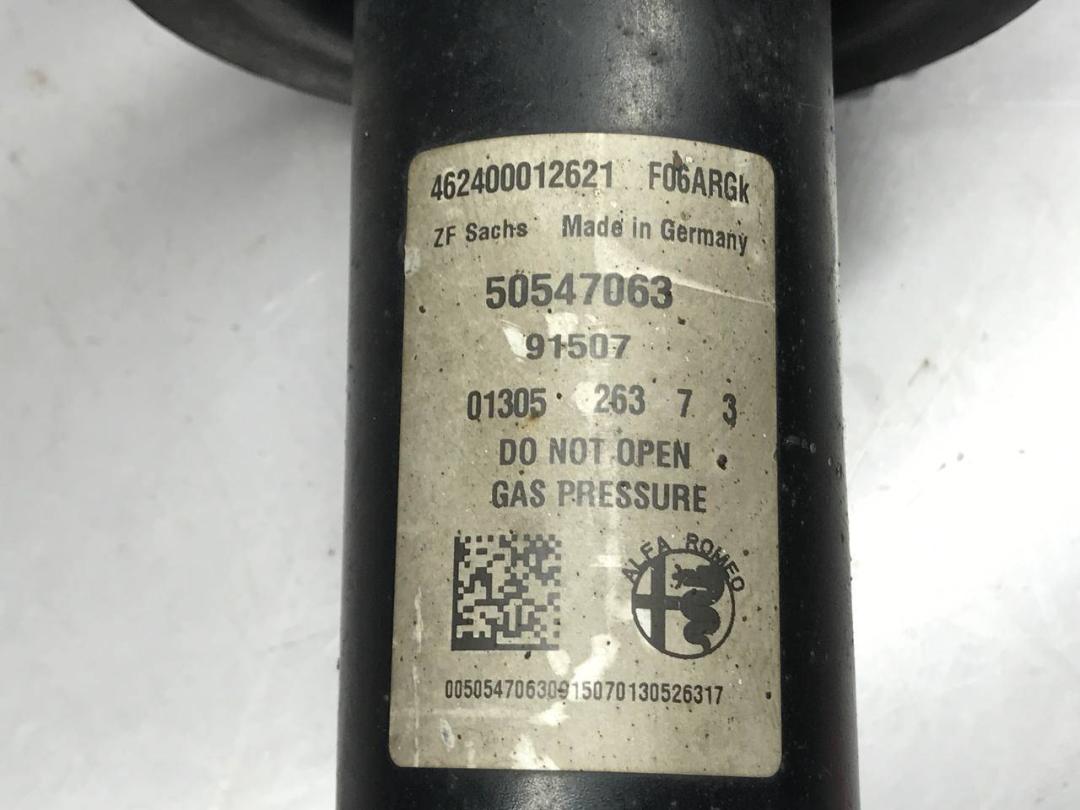 462400012621 F06ARGk
ZF Sachs Made in Germany
50547063
91507
01305 263 7 3
DO NOT OPEN
GAS PRESSURE
ALFA ROMEO
00505470630915070130526317